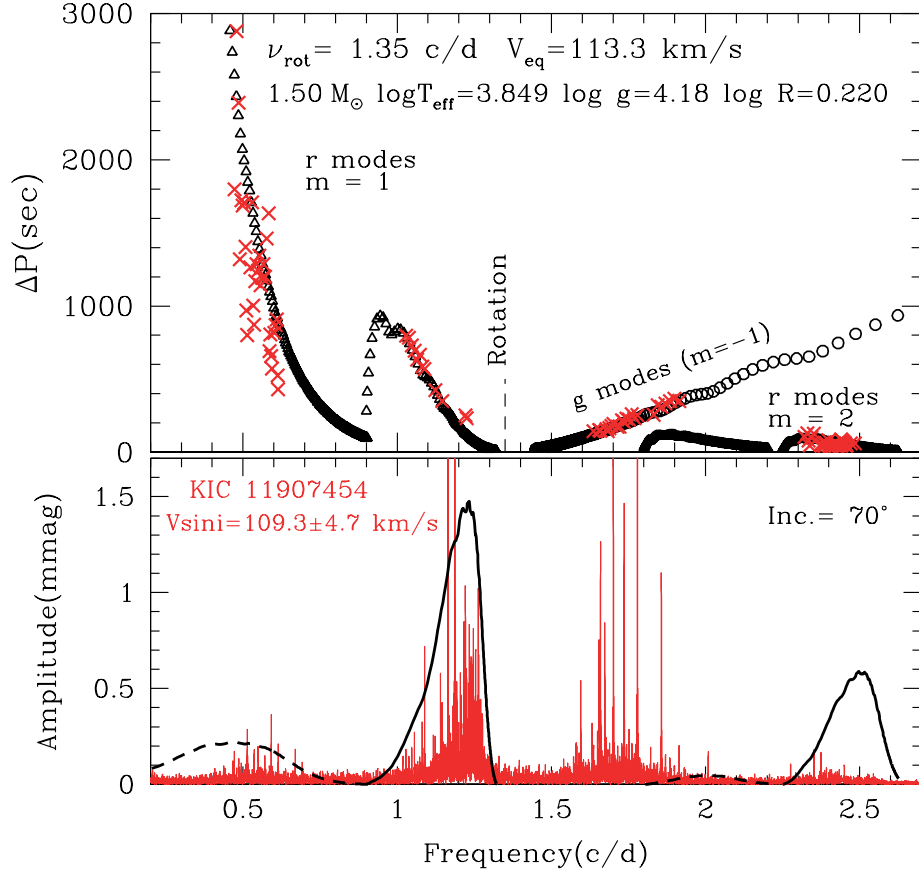 3000
2000
1000
0
ΔP(sec)
ν_rot= 1.35 c/d V_eq=113.3 km/s
1.50 M_⊙ logT_eff=3.849 log g=4.18 log R=0.220
r modes
m = 1
Rotation
g modes (m=-1)
r modes
m = 2
1.5
1
0.5
0
Amplitude(mmag)
KIC 11907454
Vsini=109.3±4.7 km/s
Inc.= 70°
0.5
1
1.5
2
2.5
Frequency(c/d)